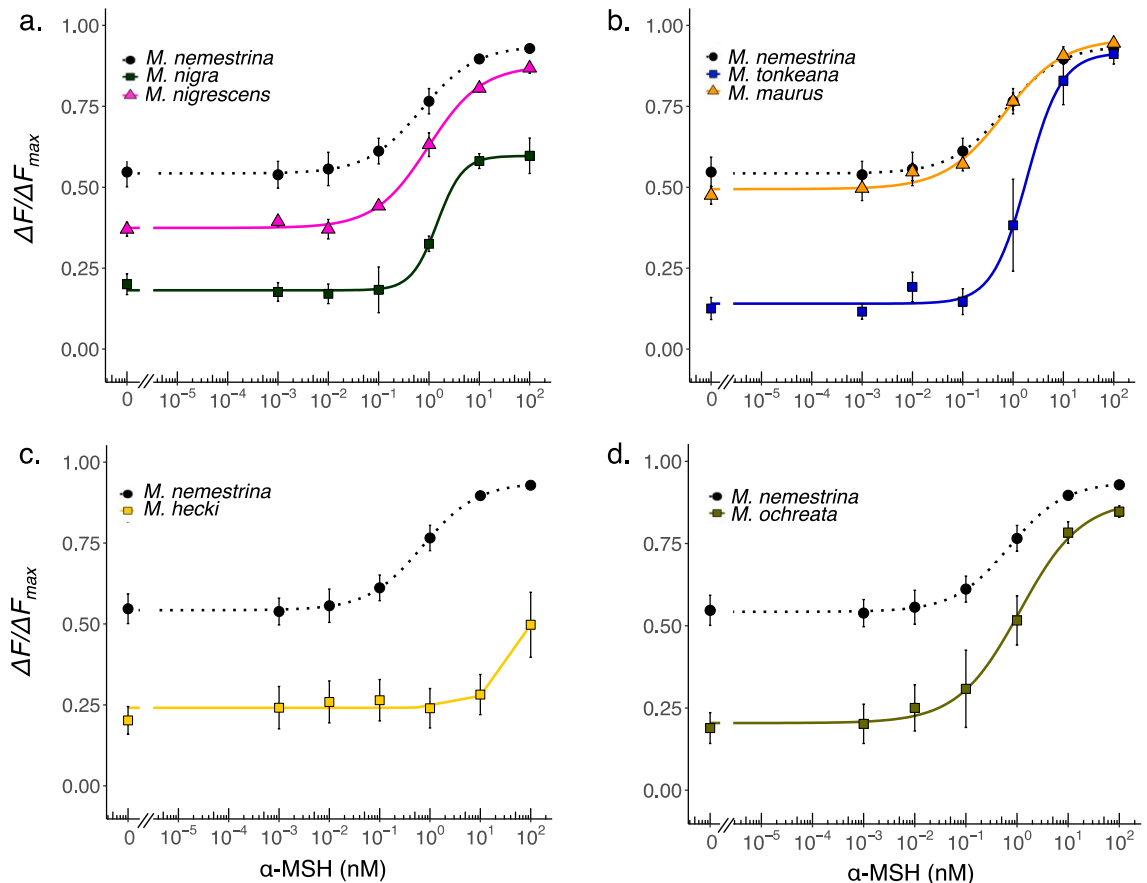 a.
M. nemestrina
M. nigra
M. nigrescens
1.00
0.75
0.50
0.25
0.00
ΔF/ΔFmax
0 10⁻⁵ 10⁻⁴ 10⁻³ 10⁻² 10⁻¹ 10⁰ 10¹ 10²
b.
M. nemestrina
M. tonkeana
M. maurus
1.00
0.75
0.50
0.25
0.00
0 10⁻⁵ 10⁻⁴ 10⁻³ 10⁻² 10⁻¹ 10⁰ 10¹ 10²
c.
M. nemestrina
M. hecki
1.00
0.75
0.50
0.25
0.00
ΔF/ΔFmax
0 10⁻⁵ 10⁻⁴ 10⁻³ 10⁻² 10⁻¹ 10⁰ 10¹ 10²
α-MSH (nM)
d.
M. nemestrina
M. ochreata
1.00
0.75
0.50
0.25
0.00
0 10⁻⁵ 10⁻⁴ 10⁻³ 10⁻² 10⁻¹ 10⁰ 10¹ 10²
α-MSH (nM)